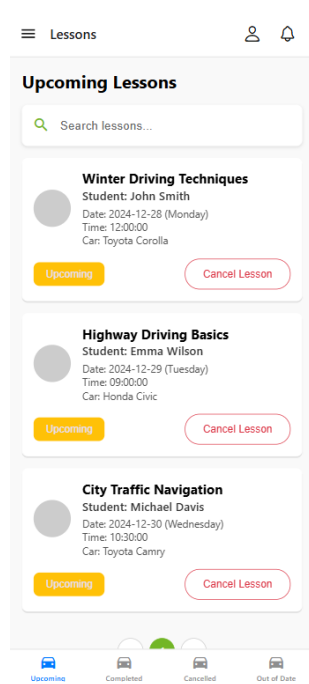 Lessons
Upcoming Lessons
Search lessons...
Winter Driving Techniques
Student: John Smith
Date: 2024-12-28 (Monday)
Time: 12:00:00
Car: Toyota Corolla
Upcoming
Cancel Lesson
Highway Driving Basics
Student: Emma Wilson
Date: 2024-12-29 (Tuesday)
Time: 09:00:00
Car: Honda Civic
Upcoming
Cancel Lesson
City Traffic Navigation
Student: Michael Davis
Date: 2024-12-30 (Wednesday)
Time: 10:30:00
Car: Toyota Camry
Upcoming
Cancel Lesson
Upcoming
Completed
Cancelled
Out of Date